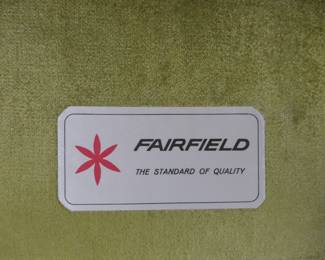 FAIRFIELD
THE STANDARD OF QUALITY